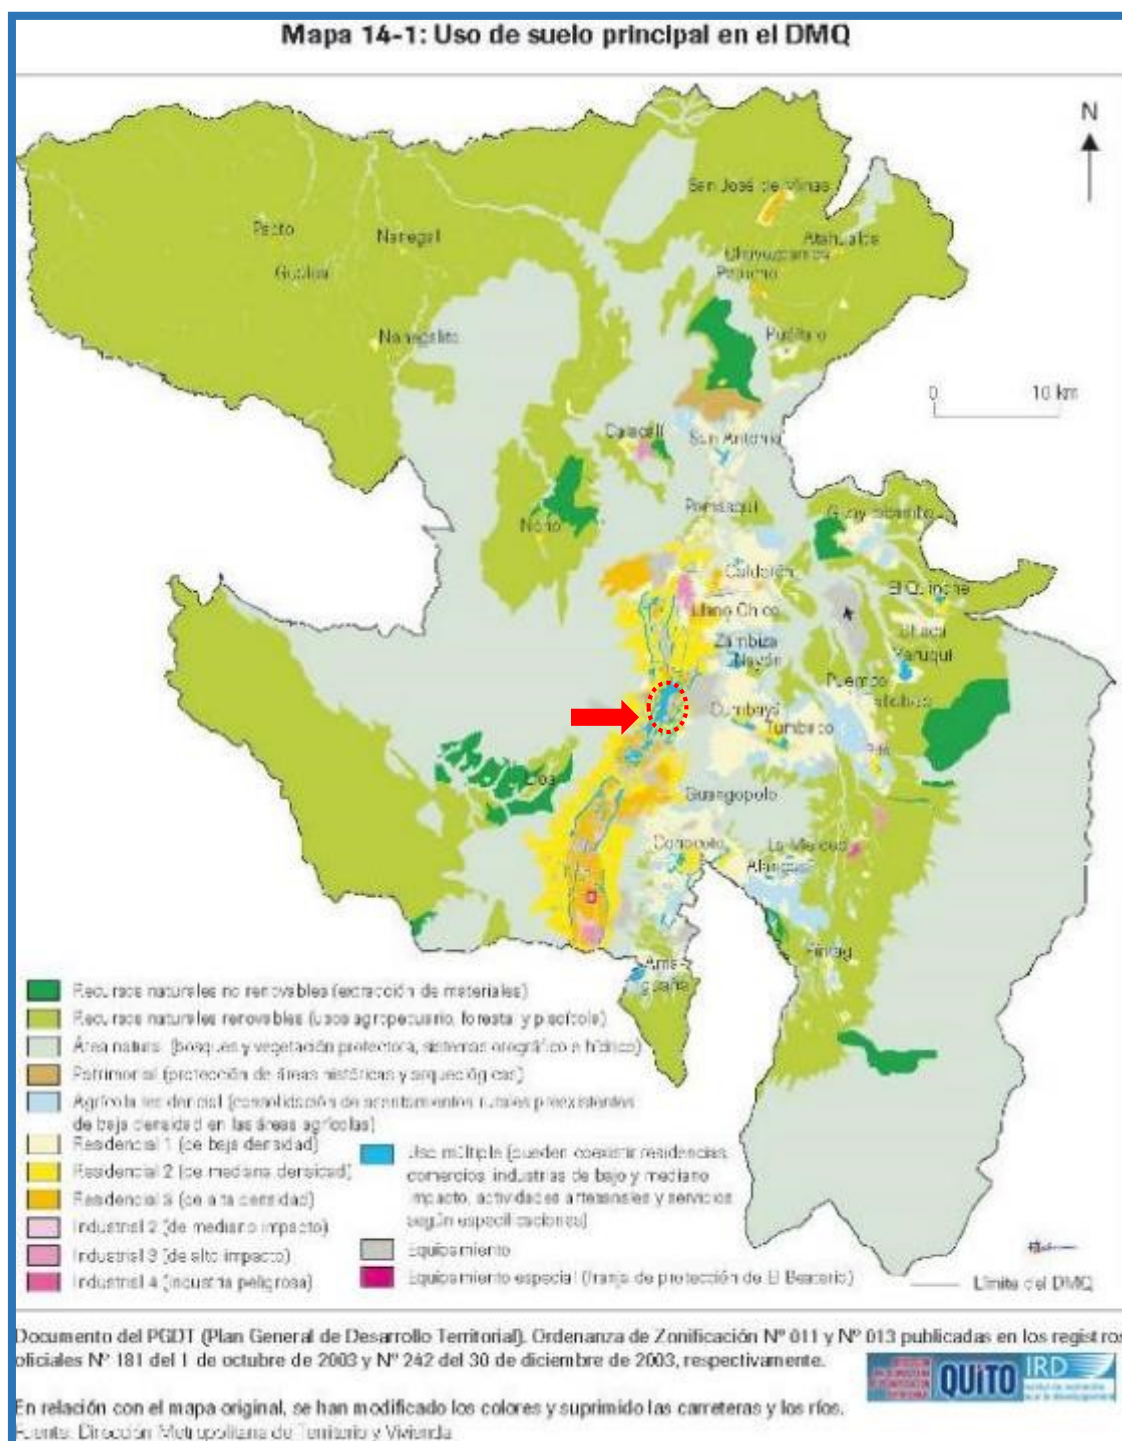 Mapa 14-1: Uso de suelo principal en el DMQ
N
San José de Minas
Atahualpa
Pacto
Nanegal
Gualea
Nanegalito
Puéllaro
0 10 km
Calacalí
San Antonio
Pomasqui
Nono
Calderón
El Quinche
Llano Chico
Zámbiza
Nayón
Yaruquí
Puembo
Cumbayá
Tumbaco
Lloa
Guangopolo
Conocoto
La Merced
Alangasí
Píntag
Ama-
guaña
Recursos naturales no renovables (extracción de materiales)
Recursos naturales renovables (usos agropecuario, forestal y piscícola)
Área natural (bosques y vegetación protectora, sistemas orográfico e hídrico)
Patrimonial (protección de áreas históricas y arqueológicas)
Agrícola residencial (consolidación de asentamientos rurales preexistentes
de baja densidad en las áreas agrícolas)
Residencial 1 (de baja densidad)
Residencial 2 (de mediana densidad)
Residencial 3 (de alta densidad)
Industrial 2 (de mediano impacto)
Industrial 3 (de alto impacto)
Industrial 4 (industria peligrosa)
Uso múltiple (pueden coexistir residencias,
comercios, industrias de bajo y mediano
impacto, actividades artesanales y servicios
según especificaciones)
Equipamiento
Equipamiento especial (franja de protección de El Beaterio)
Límite del DMQ
Documento del PGDT (Plan General de Desarrollo Territorial). Ordenanza de Zonificación Nº 011 y Nº 013 publicadas en los registros
oficiales Nº 181 del 1 de octubre de 2003 y Nº 242 del 30 de diciembre de 2003, respectivamente.
QUITO
IRD
En relación con el mapa original, se han modificado los colores y suprimido las carreteras y los ríos.
Fuente: Dirección Metropolitana de Territorio y Vivienda